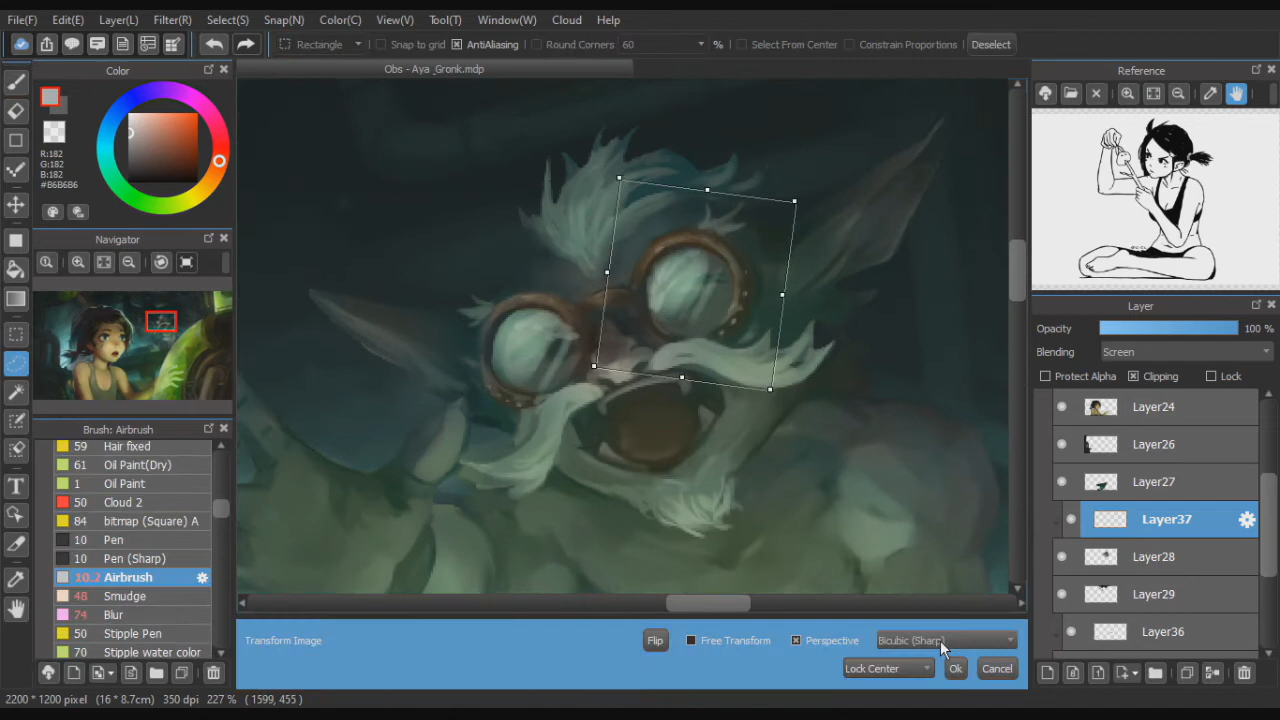 File(F) Edit(E) Layer(L) Filter(R) Select(S) Snap(N) Color(C) View(V) Tool(T) Window(W) Cloud Help
Rectangle Snap to grid AntiAliasing Round Corners 60 % Select From Center Constrain Proportions Deselect
Color
R:182
G:182
B:182
#B6B6B6
Navigator
Brush: Airbrush
59 Hair fixed
61 Oil Paint(Dry)
1 Oil Paint
50 Cloud 2
84 bitmap (Square) A
10 Pen
10 Pen (Sharp)
10.2 Airbrush
48 Smudge
74 Blur
50 Stipple Pen
70 Stipple water color
Obs - Aya _Gronk.mdp
Transform Image Flip Free Transform Perspective Bicubic (Sharp)
Lock Center Ok Cancel
Reference
Layer
Opacity 100 %
Blending Screen
Protect Alpha Clipping Lock
Layer24
Layer26
Layer27
Layer37
Layer28
Layer29
Layer36
2200 * 1200 pixel (16 * 8.7cm) 350 dpi 227 % ( 1599, 455)